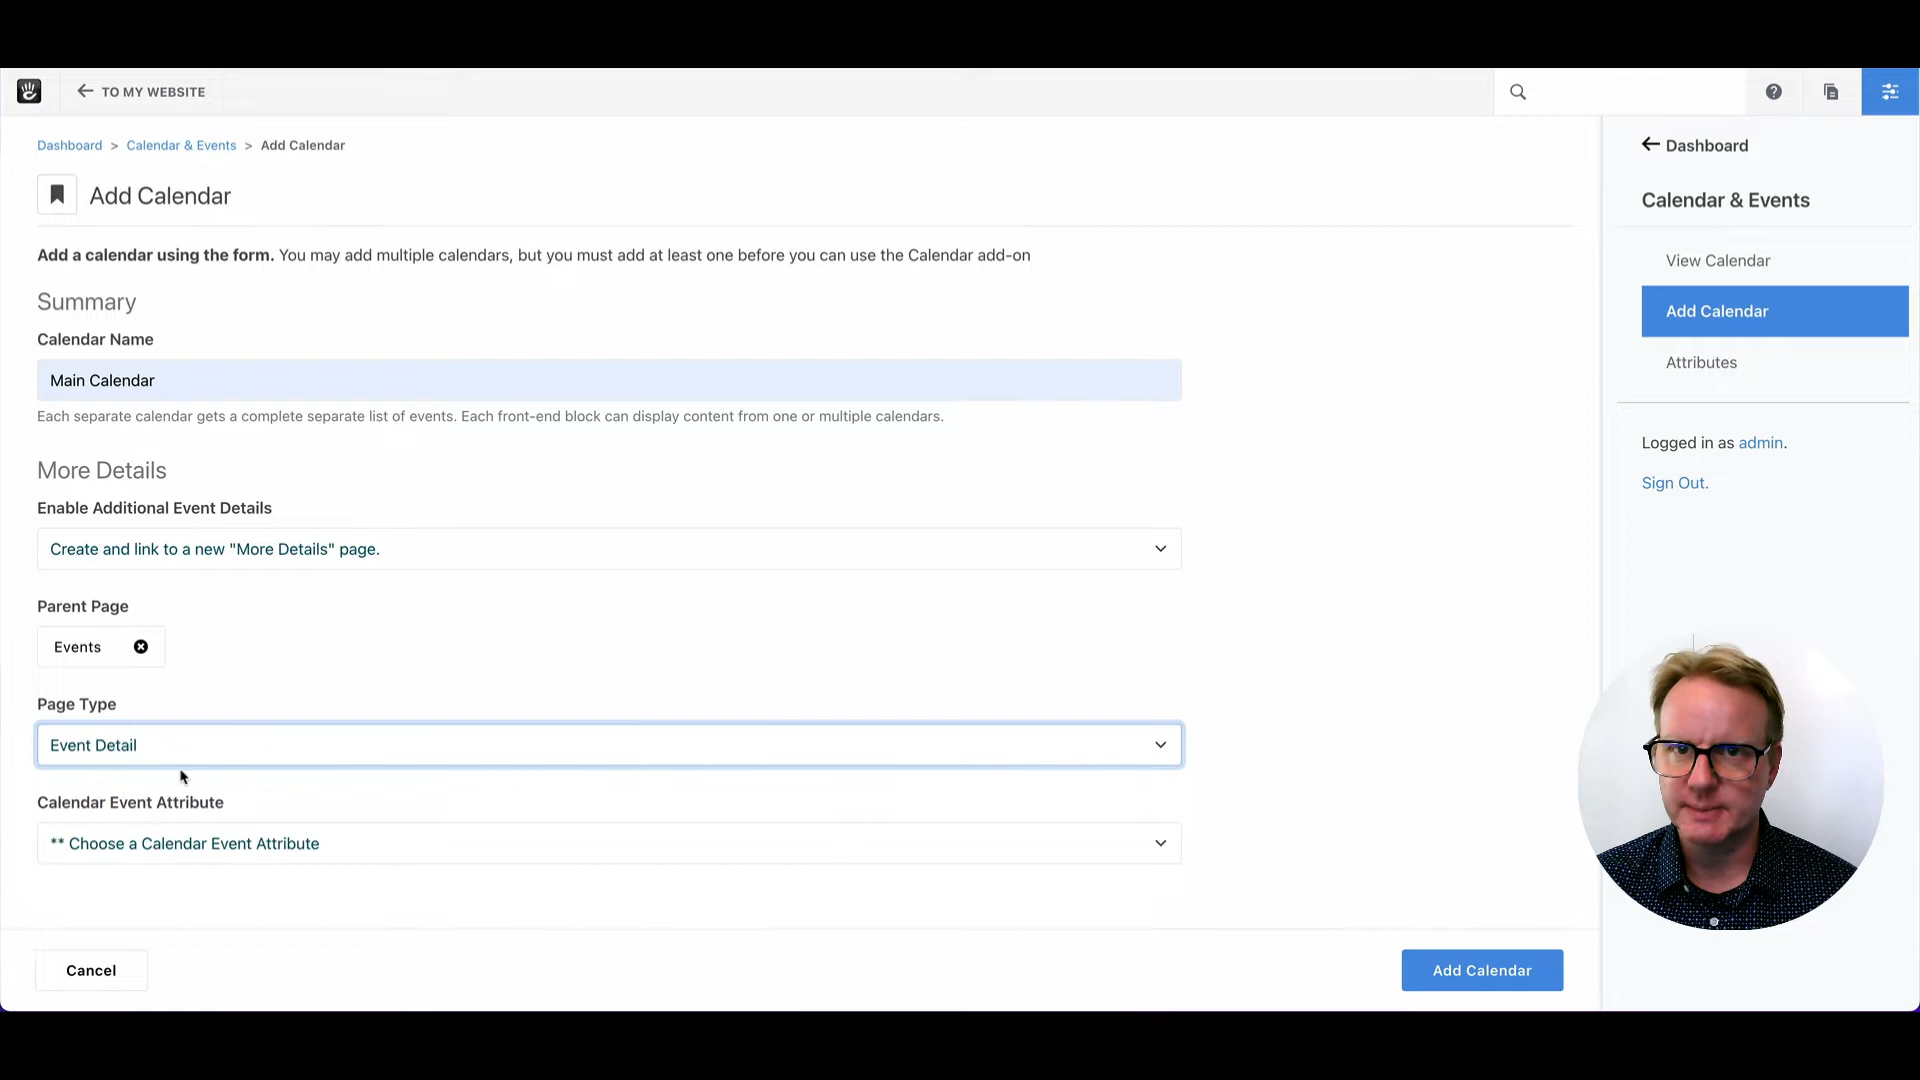 TO MY WEBSITE
Dashboard > Calendar & Events > Add Calendar
Add Calendar
Add a calendar using the form. You may add multiple calendars, but you must add at least one before you can use the Calendar add-on
Summary
Calendar Name
Main Calendar
Each separate calendar gets a complete separate list of events. Each front-end block can display content from one or multiple calendars.
More Details
Enable Additional Event Details
Create and link to a new "More Details" page.
Parent Page
Events
Page Type
Event Detail
Calendar Event Attribute
** Choose a Calendar Event Attribute
Cancel
Add Calendar
Dashboard
Calendar & Events
View Calendar
Add Calendar
Attributes
Logged in as admin.
Sign Out.